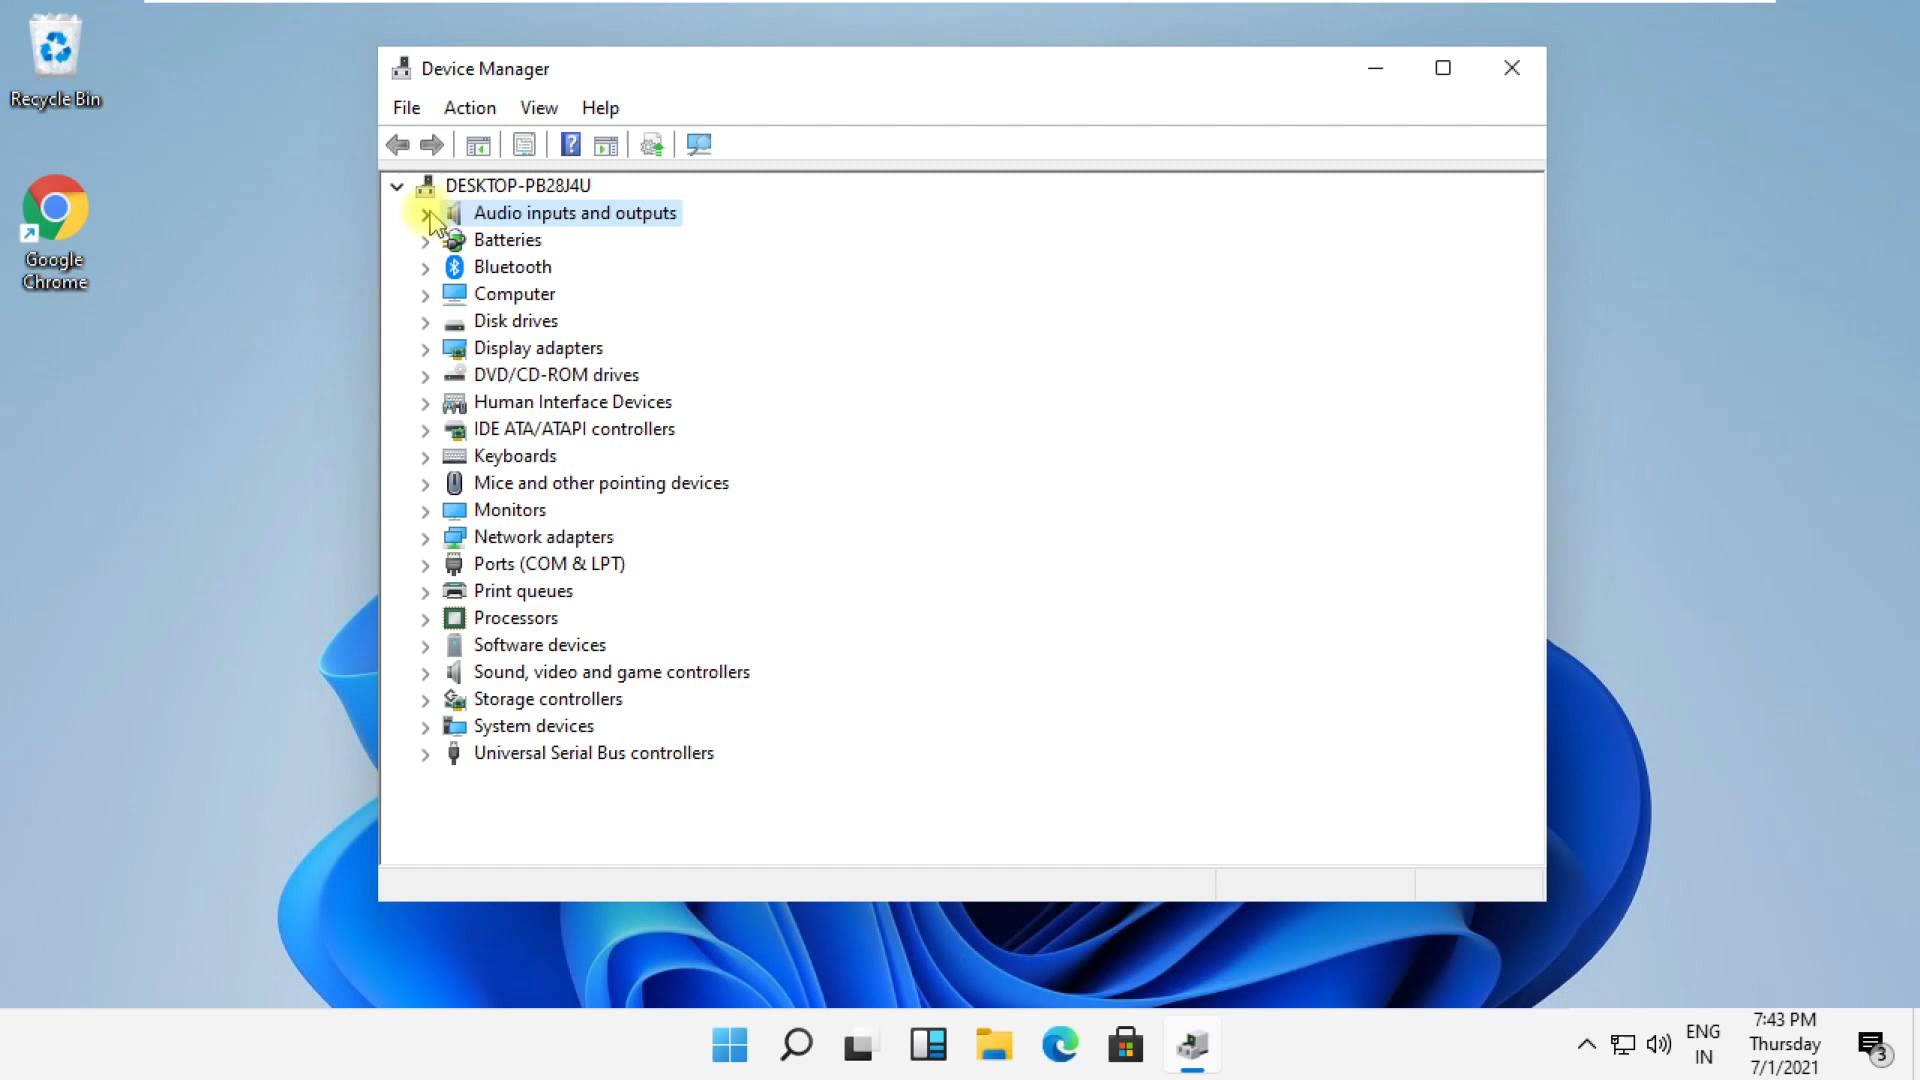 Recycle Bin
Google
Chrome
Device Manager
File Action View Help
DESKTOP-PB28J4U
Audio inputs and outputs
Batteries
Bluetooth
Computer
Disk drives
Display adapters
DVD/CD-ROM drives
Human Interface Devices
IDE ATA/ATAPI controllers
Keyboards
Mice and other pointing devices
Monitors
Network adapters
Ports (COM & LPT)
Print queues
Processors
Software devices
Sound, video and game controllers
Storage controllers
System devices
Universal Serial Bus controllers
ENG
IN
7:43 PM
Thursday
7/1/2021
3